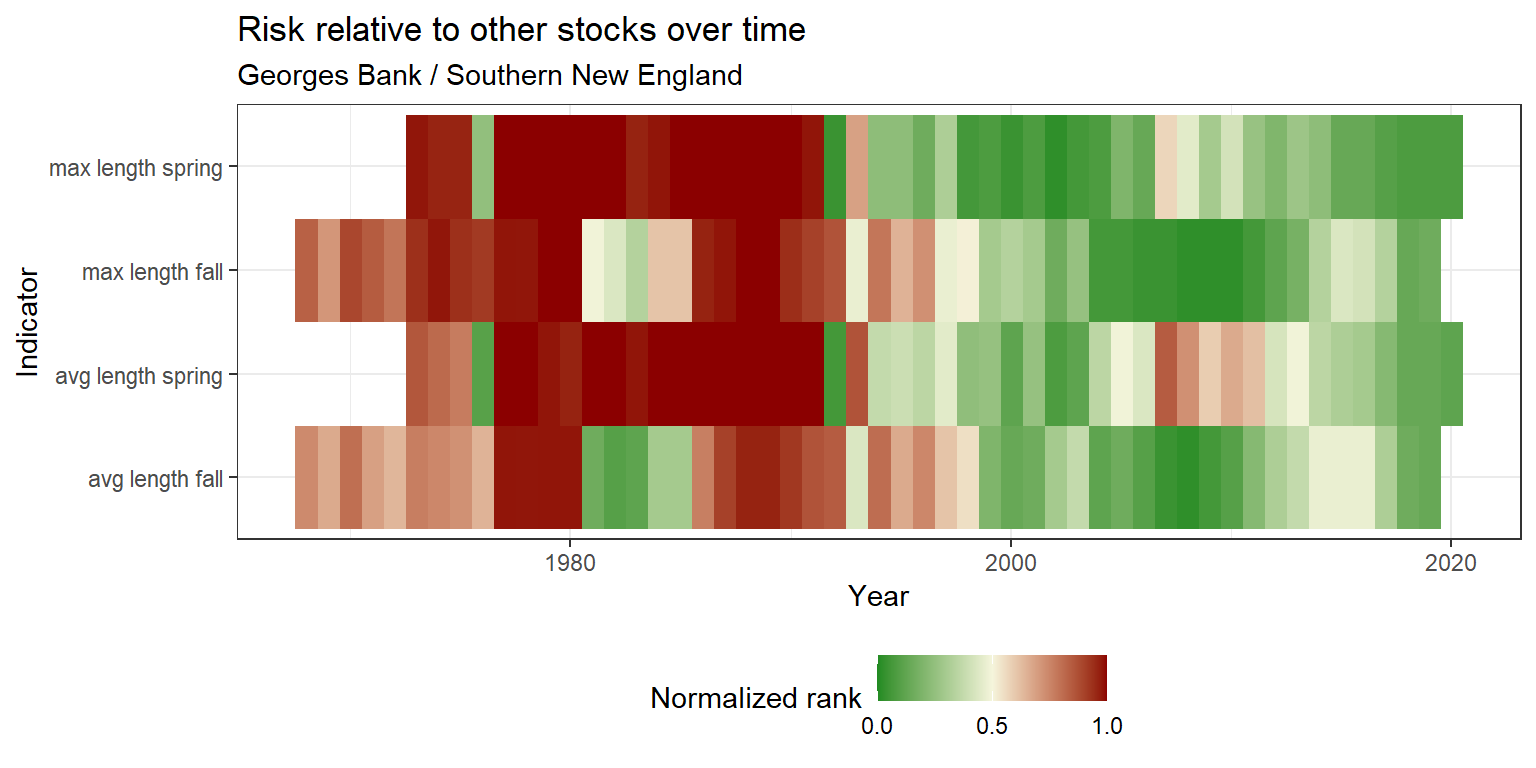 Risk relative to other stocks over time
Georges Bank / Southern New England
Indicator
max length spring
max length fall
avg length spring
avg length fall
1980 2000 2020
Year
Normalized rank
0.0 0.5 1.0